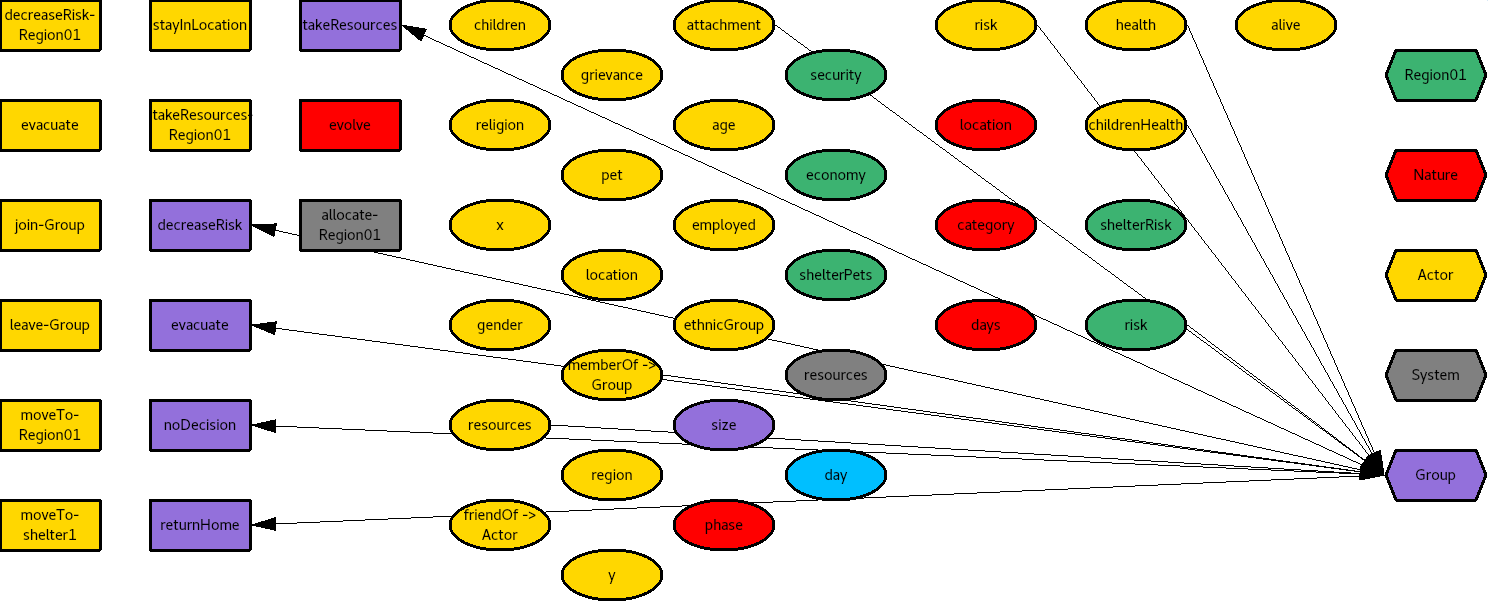 decreaseRisk-
Region01
stayInLocation
takeResources
children
attachment
risk
health
alive
grievance
security
Region01
evacuate
takeResources-
Region01
evolve
religion
age
location
childrenHealth
pet
economy
Nature
join-Group
decreaseRisk
allocate-
Region01
x
employed
category
shelterRisk
location
shelterPets
Actor
leave-Group
evacuate
gender
ethnicGroup
days
risk
memberOf ->
Group
resources
System
moveTo-
Region01
noDecision
resources
size
region
day
Group
moveTo-
shelter1
returnHome
friendOf ->
Actor
phase
y